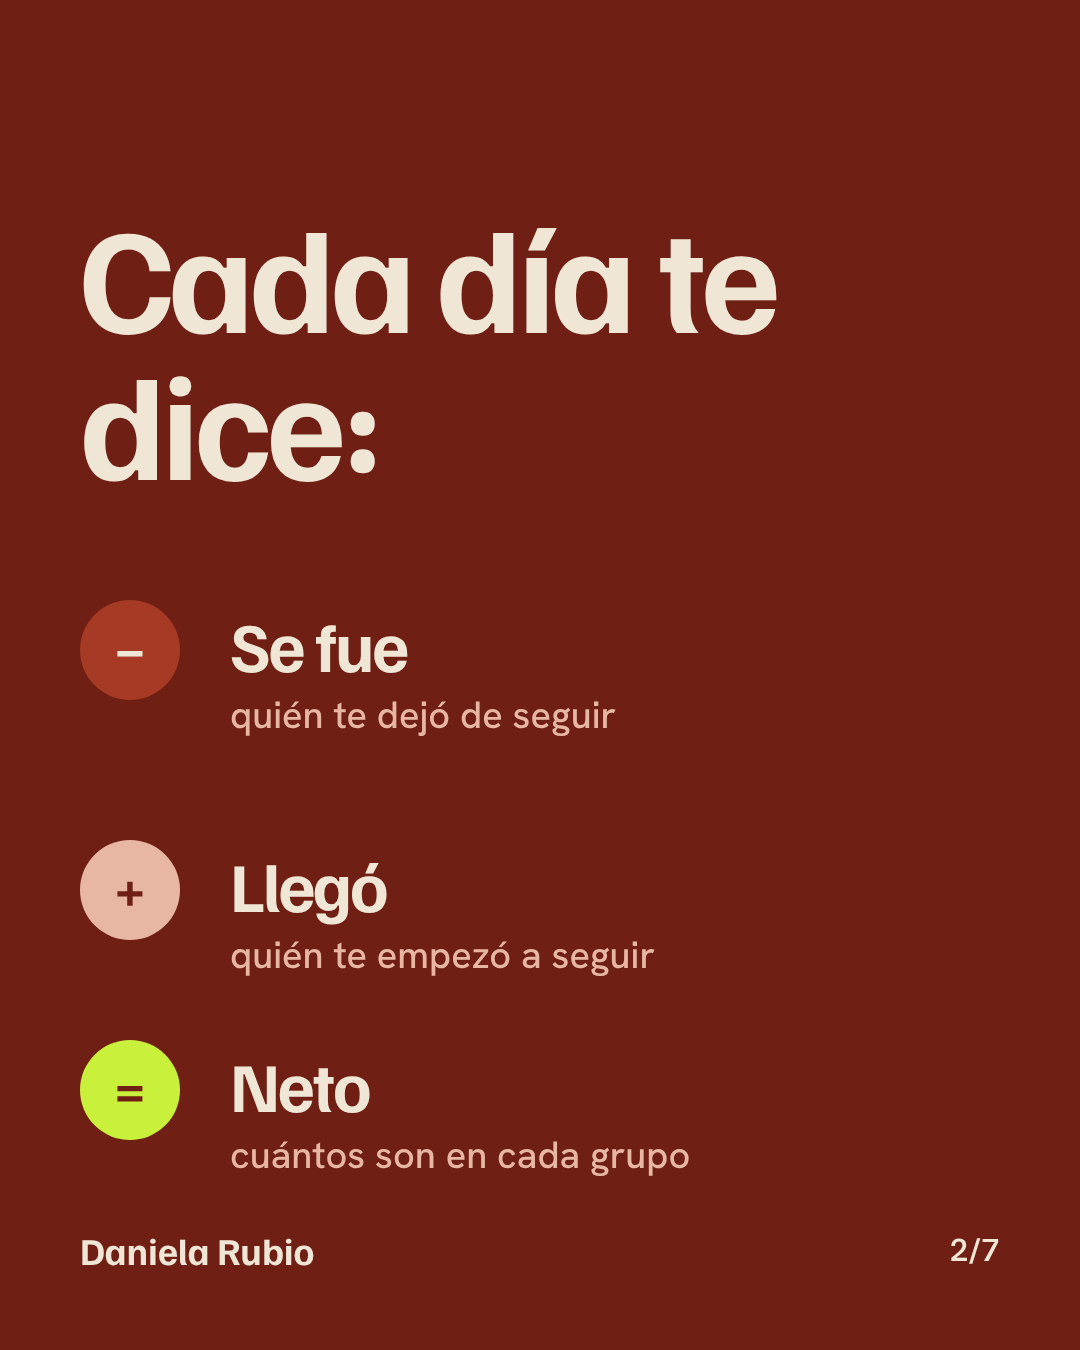 Cada día te
dice:
–
Se fue
quién te dejó de seguir
+
Llegó
quién te empezó a seguir
=
Neto
cuántos son en cada grupo
Daniela Rubio
2/7